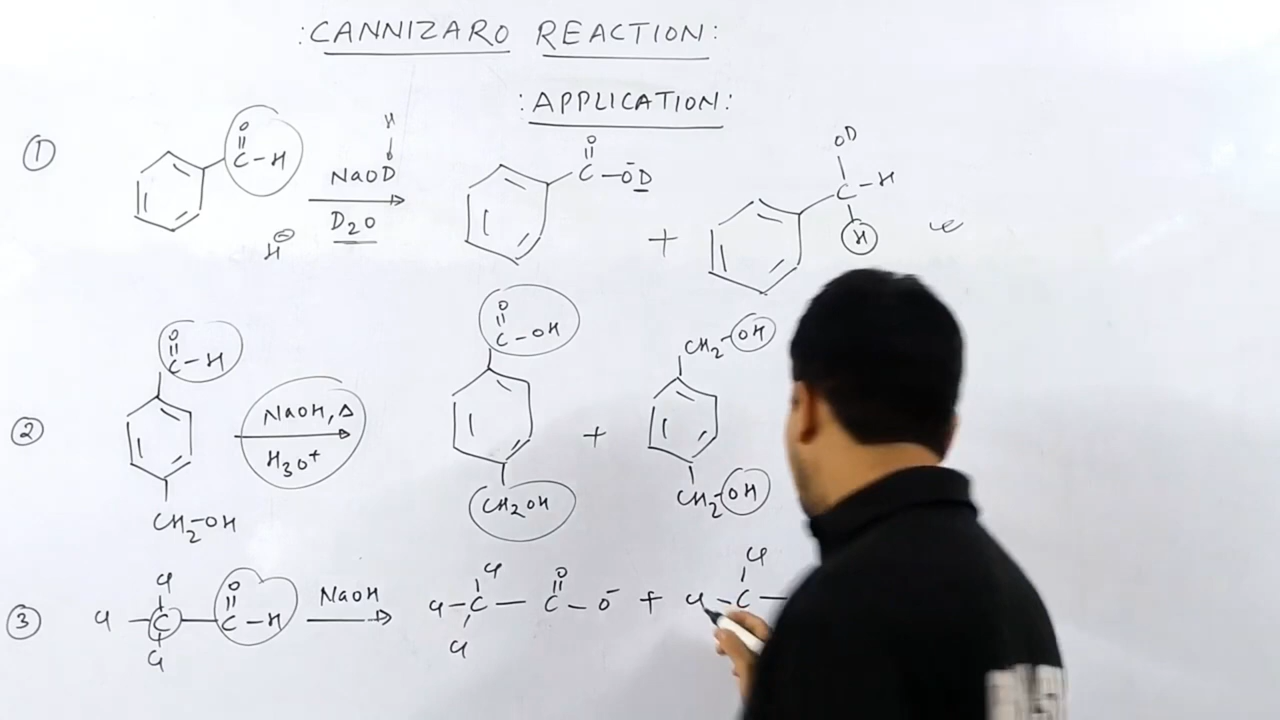 : CANNIZARO REACTION :
: APPLICATION :
① O C-H NaOD H D₂O H⊖ O C-ŌD + OD C-H H
② O C-H CH₂-OH NaOH, Δ H₃O⁺ O C-OH CH₂OH + CH₂-OH CH₂-OH
③ Cl Cl-C-C-H O Cl NaOH Cl Cl-C-C-O⁻ O Cl + Cl Cl-C-